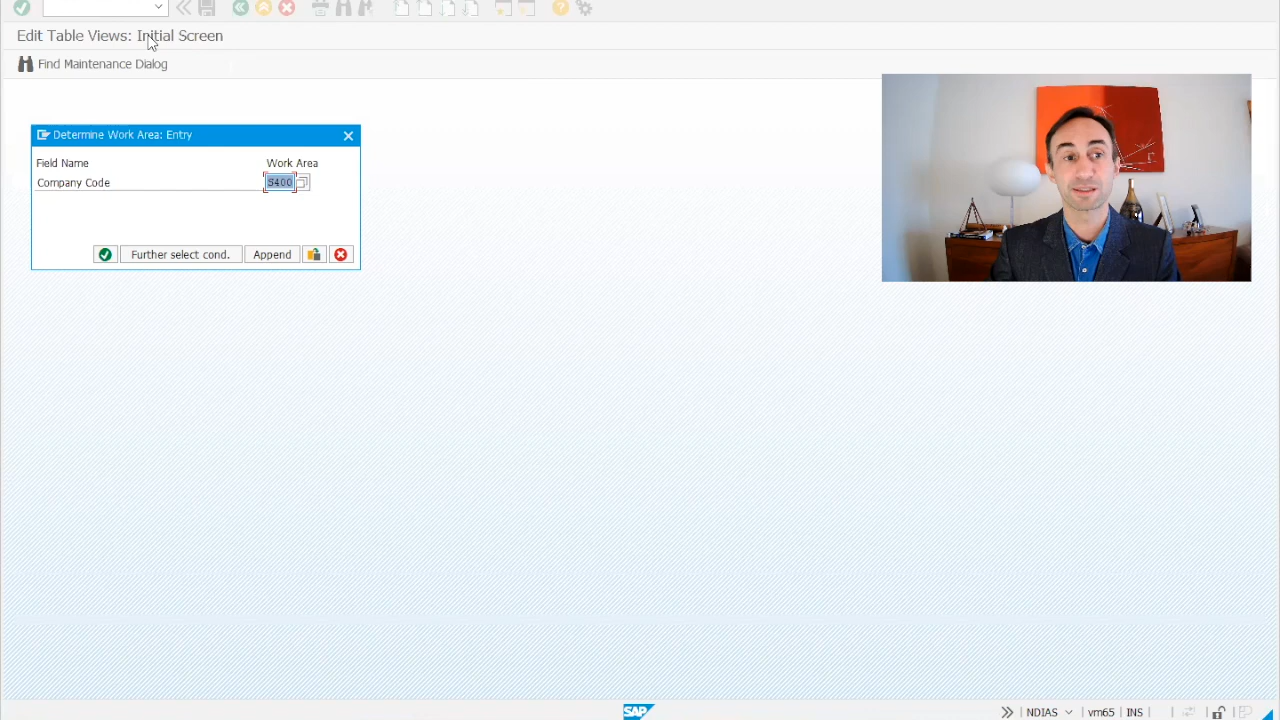 Edit Table Views: Initial Screen
Find Maintenance Dialog
Determine Work Area: Entry
Field Name Work Area
Company Code 5400
Further select cond. Append
SAP
NDIAS vm65 INS